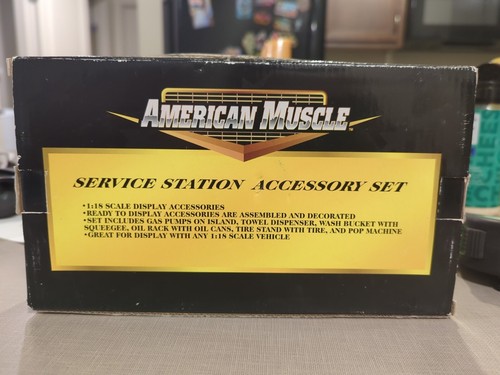 AMERICAN MUSCLE™
SERVICE STATION ACCESSORY SET
•1:18 SCALE DISPLAY ACCESSORIES
•READY TO DISPLAY ACCESSORIES ARE ASSEMBLED AND DECORATED
•SET INCLUDES GAS PUMPS ON ISLAND, TOWEL DISPENSER, WASH BUCKET WITH
SQUEEGEE, OIL RACK WITH OIL CANS, TIRE STAND WITH TIRE, AND POP MACHINE
•GREAT FOR DISPLAY WITH ANY 1:18 SCALE VEHICLE